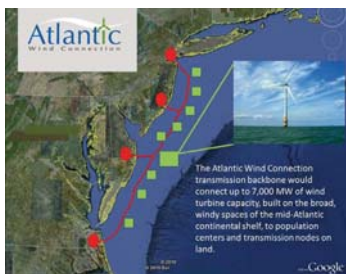 Atlantic
Wind Connection
The Atlantic Wind Connection
transmission backbone would
connect up to 7,000 MW of wind
turbine capacity, built on the broad,
windy spaces of the mid-Atlantic
continental shelf, to population
centers and transmission nodes on
land.
Google